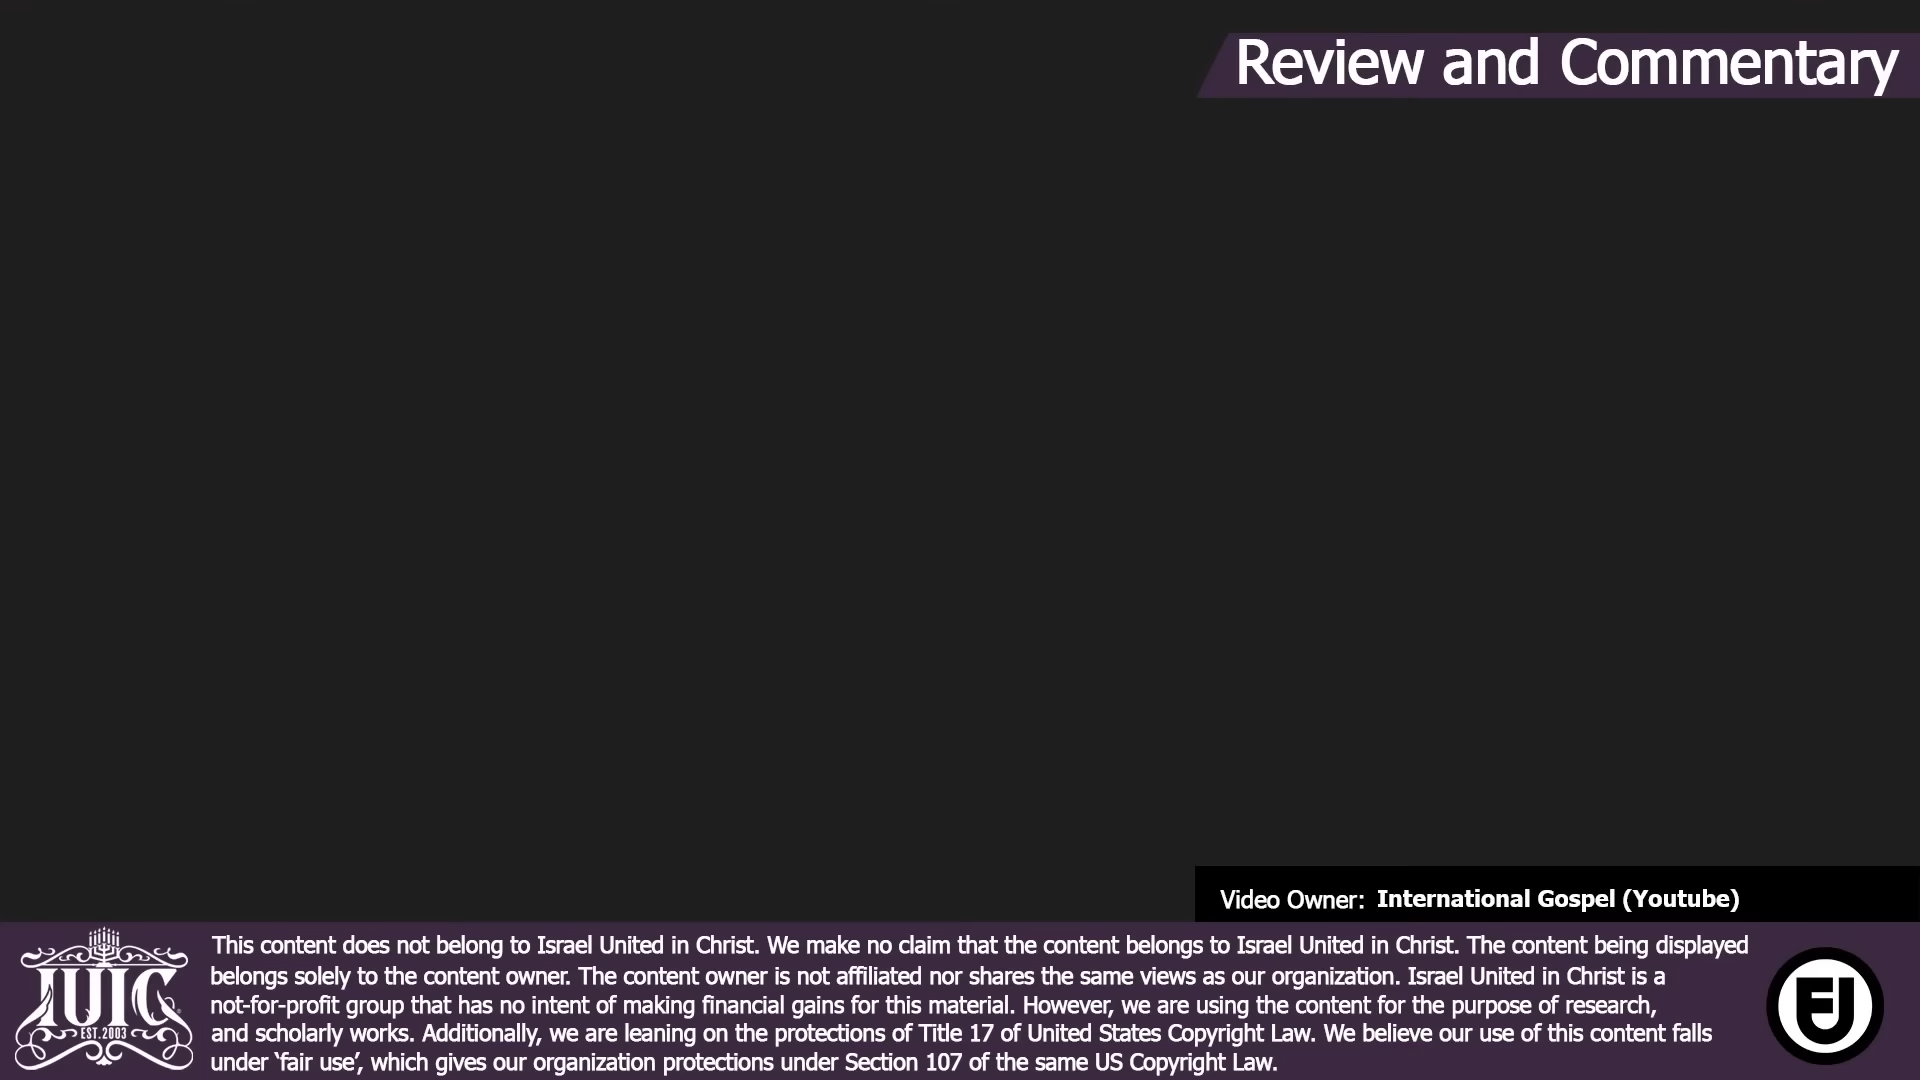 Review and Commentary
Video Owner: International Gospel (Youtube)
This content does not belong to Israel United in Christ. We make no claim that the content belongs to Israel United in Christ. The content being displayed
belongs solely to the content owner. The content owner is not affiliated nor shares the same views as our organization. Israel United in Christ is a
not-for-profit group that has no intent of making financial gains for this material. However, we are using the content for the purpose of research,
and scholarly works. Additionally, we are leaning on the protections of Title 17 of United States Copyright Law. We believe our use of this content falls
under ‘fair use’, which gives our organization protections under Section 107 of the same US Copyright Law.
IUIC
EST. 2003